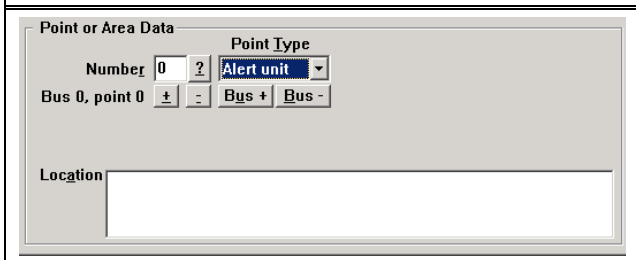 Point or Area Data
Point Type
Number 0 ? Alert unit
Bus 0, point 0 + - Bus + Bus -
Location